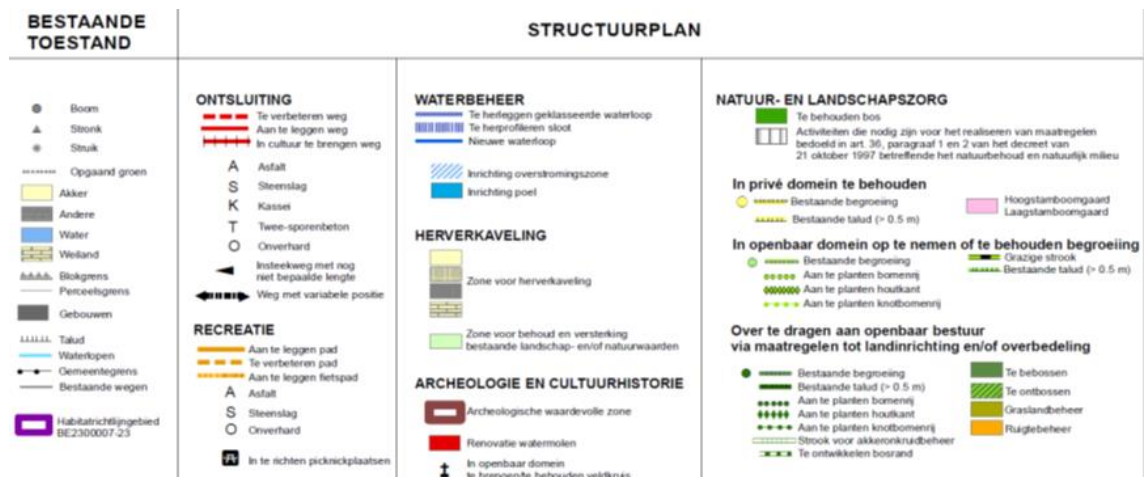 BESTAANDE
TOESTAND
STRUCTUURPLAN
Boom
Stronk
Struik
Opgaand groen
Akker
Andere
Water
Weiland
Blokgrens
Perceelsgrens
Gebouwen
Talud
Waterlopen
Gemeentegrens
Bestaande wegen
Habitatrichtlijngebied
BE2300007-23
ONTSLUITING
Te verbeteren weg
Aan te leggen weg
In cultuur te brengen weg
A Asfalt
S Steenslag
K Kassei
T Twee-sporenbeton
O Onverhard
Insteekweg met nog
niet bepaalde lengte
Weg met variabele positie
RECREATIE
Aan te leggen pad
Te verbeteren pad
Aan te leggen fietspad
A Asfalt
S Steenslag
O Onverhard
In te richten picknickplaatsen
WATERBEHEER
Te herleggen geklasseerde waterloop
Te herprofileren sloot
Nieuwe waterloop
Inrichting overstromingszone
Inrichting poel
HERVERKAVELING
Zone voor herverkaveling
Zone voor behoud en versterking
bestaande landschap- en/of natuurwaarden
ARCHEOLOGIE EN CULTUURHISTORIE
Archeologische waardevolle zone
Renovatie watermolen
In openbaar domein
te brengen/te behouden veldkruis
NATUUR- EN LANDSCHAPSZORG
Te behouden bos
Activiteiten die nodig zijn voor het realiseren van maatregelen
bedoeld in art. 36, paragraaf 1 en 2 van het decreet van
21 oktober 1997 betreffende het natuurbehoud en natuurlijk milieu
In privé domein te behouden
Bestaande begroeiing
Bestaande talud (> 0.5 m)
Hoogstamboomgaard
Laagstamboomgaard
In openbaar domein op te nemen of te behouden begroeiing
Bestaande begroeiing
Aan te planten bomenrij
Aan te planten houtkant
Aan te planten knotbomenrij
Grazige strook
Bestaande talud (> 0.5 m)
Over te dragen aan openbaar bestuur
via maatregelen tot landinrichting en/of overbedeling
Bestaande begroeiing
Bestaande talud (> 0.5 m)
Aan te planten bomenrij
Aan te planten houtkant
Aan te planten knotbomenrij
Strook voor akkeronkruidbeheer
Te ontwikkelen bosrand
Te bebossen
Te ontbossen
Graslandbeheer
Ruigtebeheer